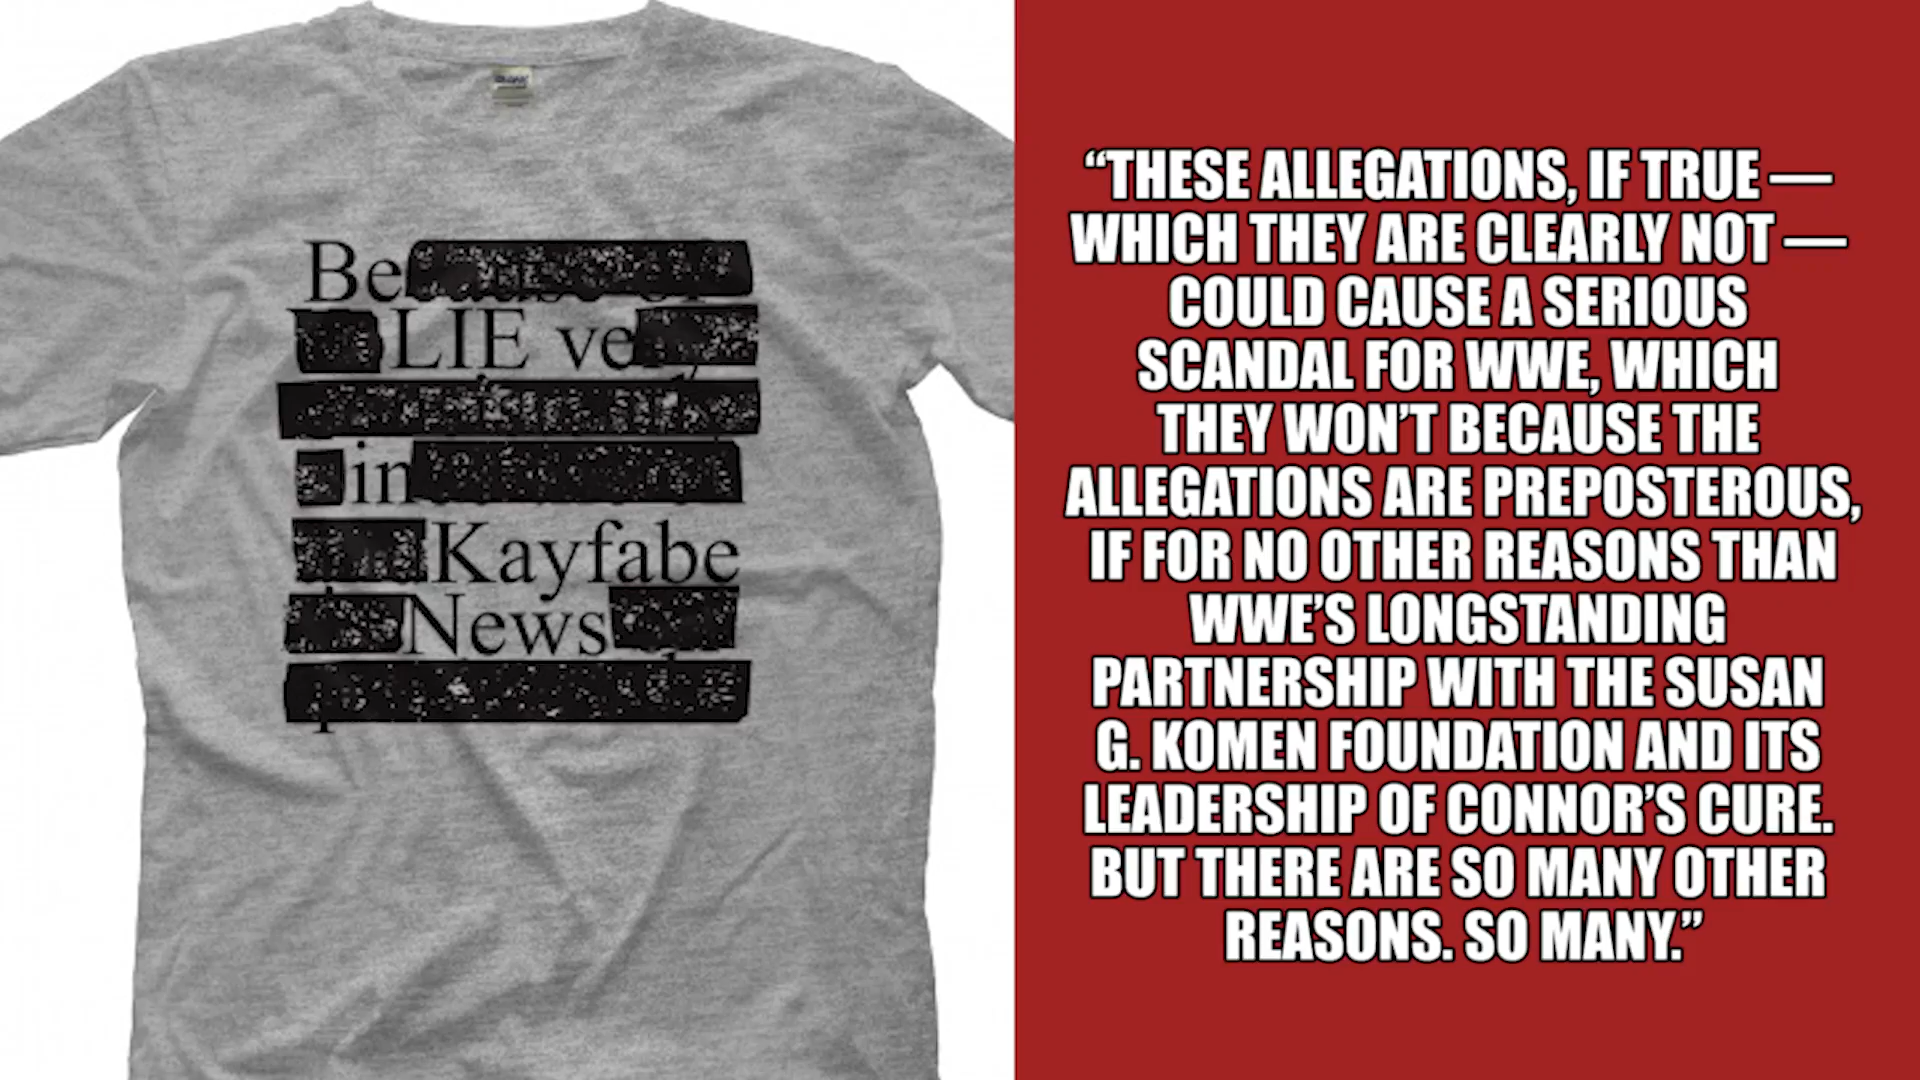 Be
LIE ve
in
Kayfabe
News
“THESE ALLEGATIONS, IF TRUE —
WHICH THEY ARE CLEARLY NOT —
COULD CAUSE A SERIOUS
SCANDAL FOR WWE, WHICH
THEY WON’T BECAUSE THE
ALLEGATIONS ARE PREPOSTEROUS,
IF FOR NO OTHER REASONS THAN
WWE’S LONGSTANDING
PARTNERSHIP WITH THE SUSAN
G. KOMEN FOUNDATION AND ITS
LEADERSHIP OF CONNOR’S CURE.
BUT THERE ARE SO MANY OTHER
REASONS. SO MANY.”